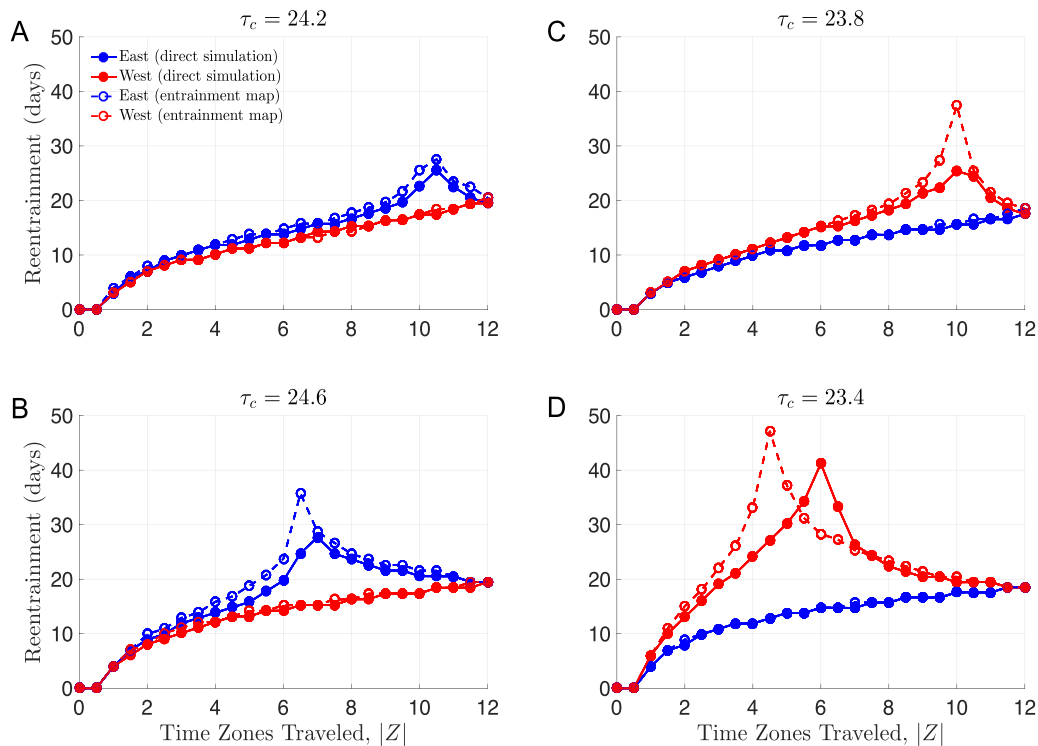 A
τ_c = 24.2
50
40
30
20
10
0
Reentrainment (days)
East (direct simulation)
West (direct simulation)
East (entrainment map)
West (entrainment map)
0 2 4 6 8 10 12
C
τ_c = 23.8
50
40
30
20
10
0
0 2 4 6 8 10 12
B
τ_c = 24.6
50
40
30
20
10
0
Reentrainment (days)
0 2 4 6 8 10 12
Time Zones Traveled, |Z|
D
τ_c = 23.4
50
40
30
20
10
0
0 2 4 6 8 10 12
Time Zones Traveled, |Z|